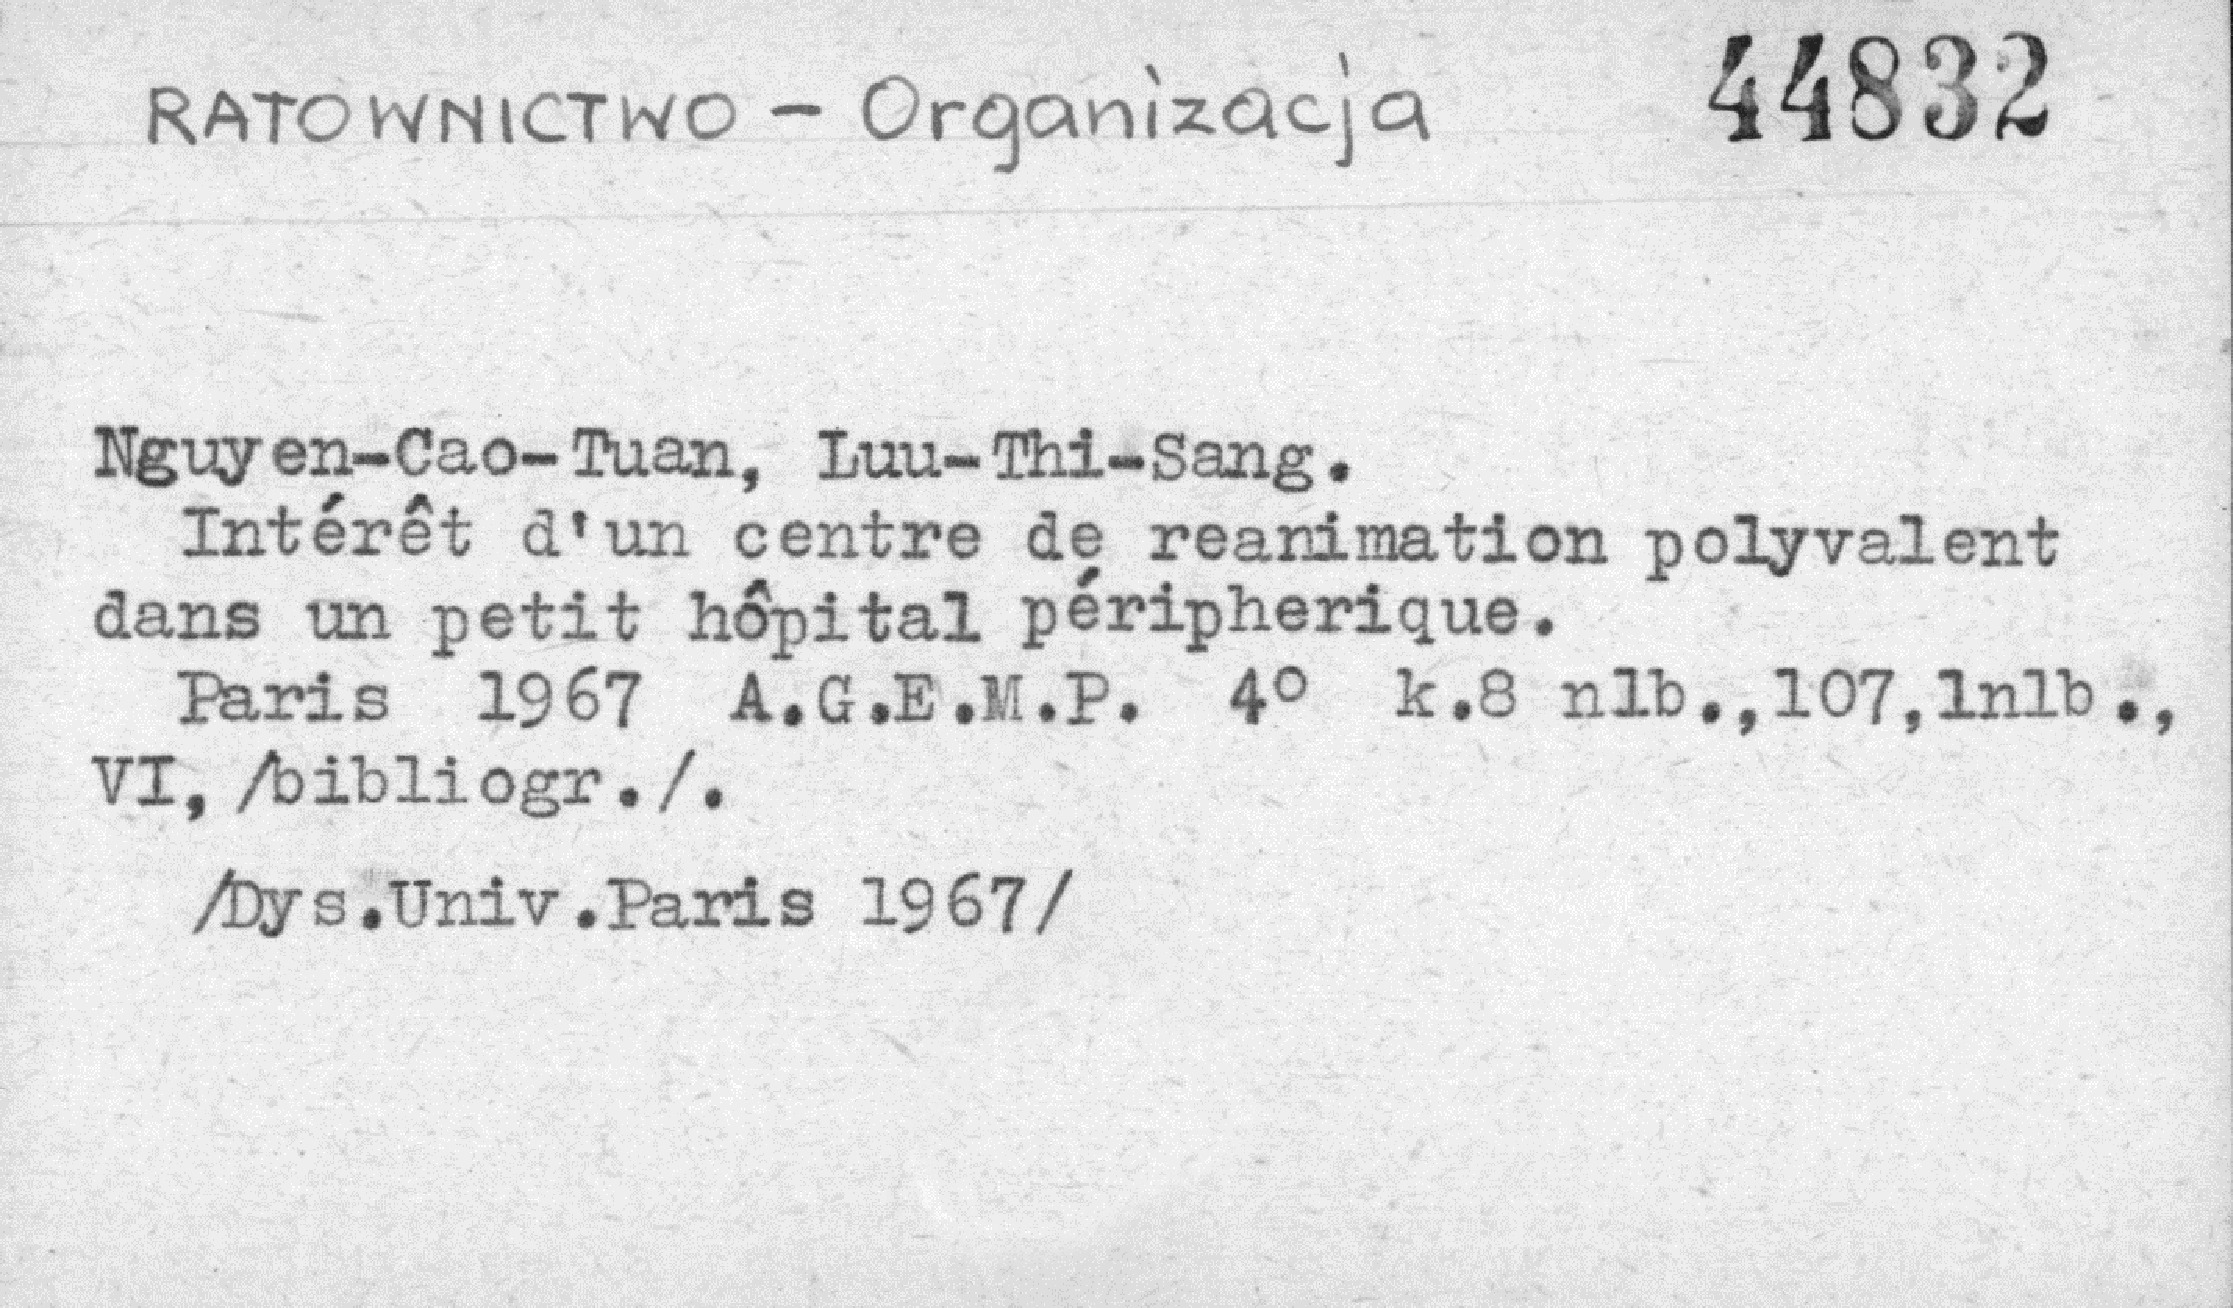 RATOWNICTWO - Organizacja 44832
Nguyen-Cao-Tuan, Luu-Thi-Sang.
Intérêt d'un centre de reanimation polyvalent
dans un petit hôpital péripherique.
Paris 1967 A.G.E.M.P. 4° k.8 nlb.,107,1nlb.,
VI, /bibliogr./.
/Dys.Univ.Paris 1967/